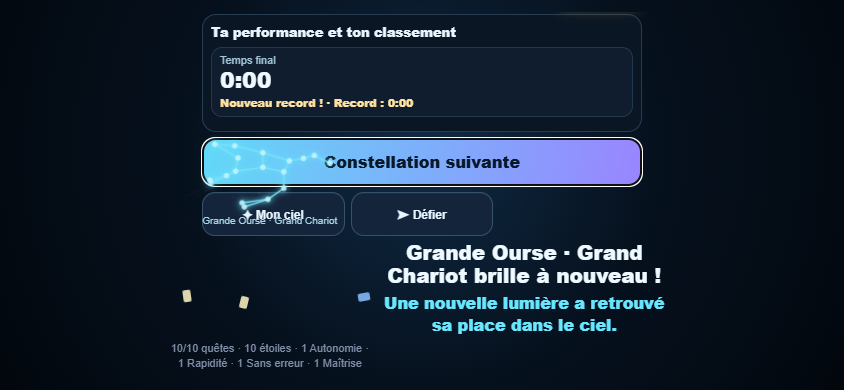 Ta performance et ton classement
Temps final
0:00
Nouveau record ! · Record : 0:00
Constellation suivante
✦ Mon ciel
➤ Défier
Grande Ourse · Grand Chariot
Grande Ourse · Grand
Chariot brille à nouveau !
Une nouvelle lumière a retrouvé
sa place dans le ciel.
10/10 quêtes · 10 étoiles · 1 Autonomie ·
1 Rapidité · 1 Sans erreur · 1 Maîtrise